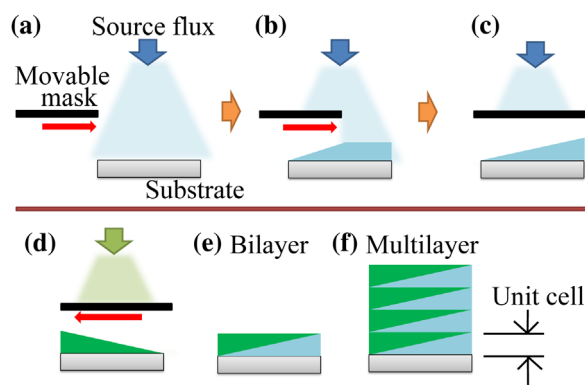 (a) Source flux (b) (c)
Movable
mask
Substrate
(d) (e) Bilayer (f) Multilayer
Unit cell